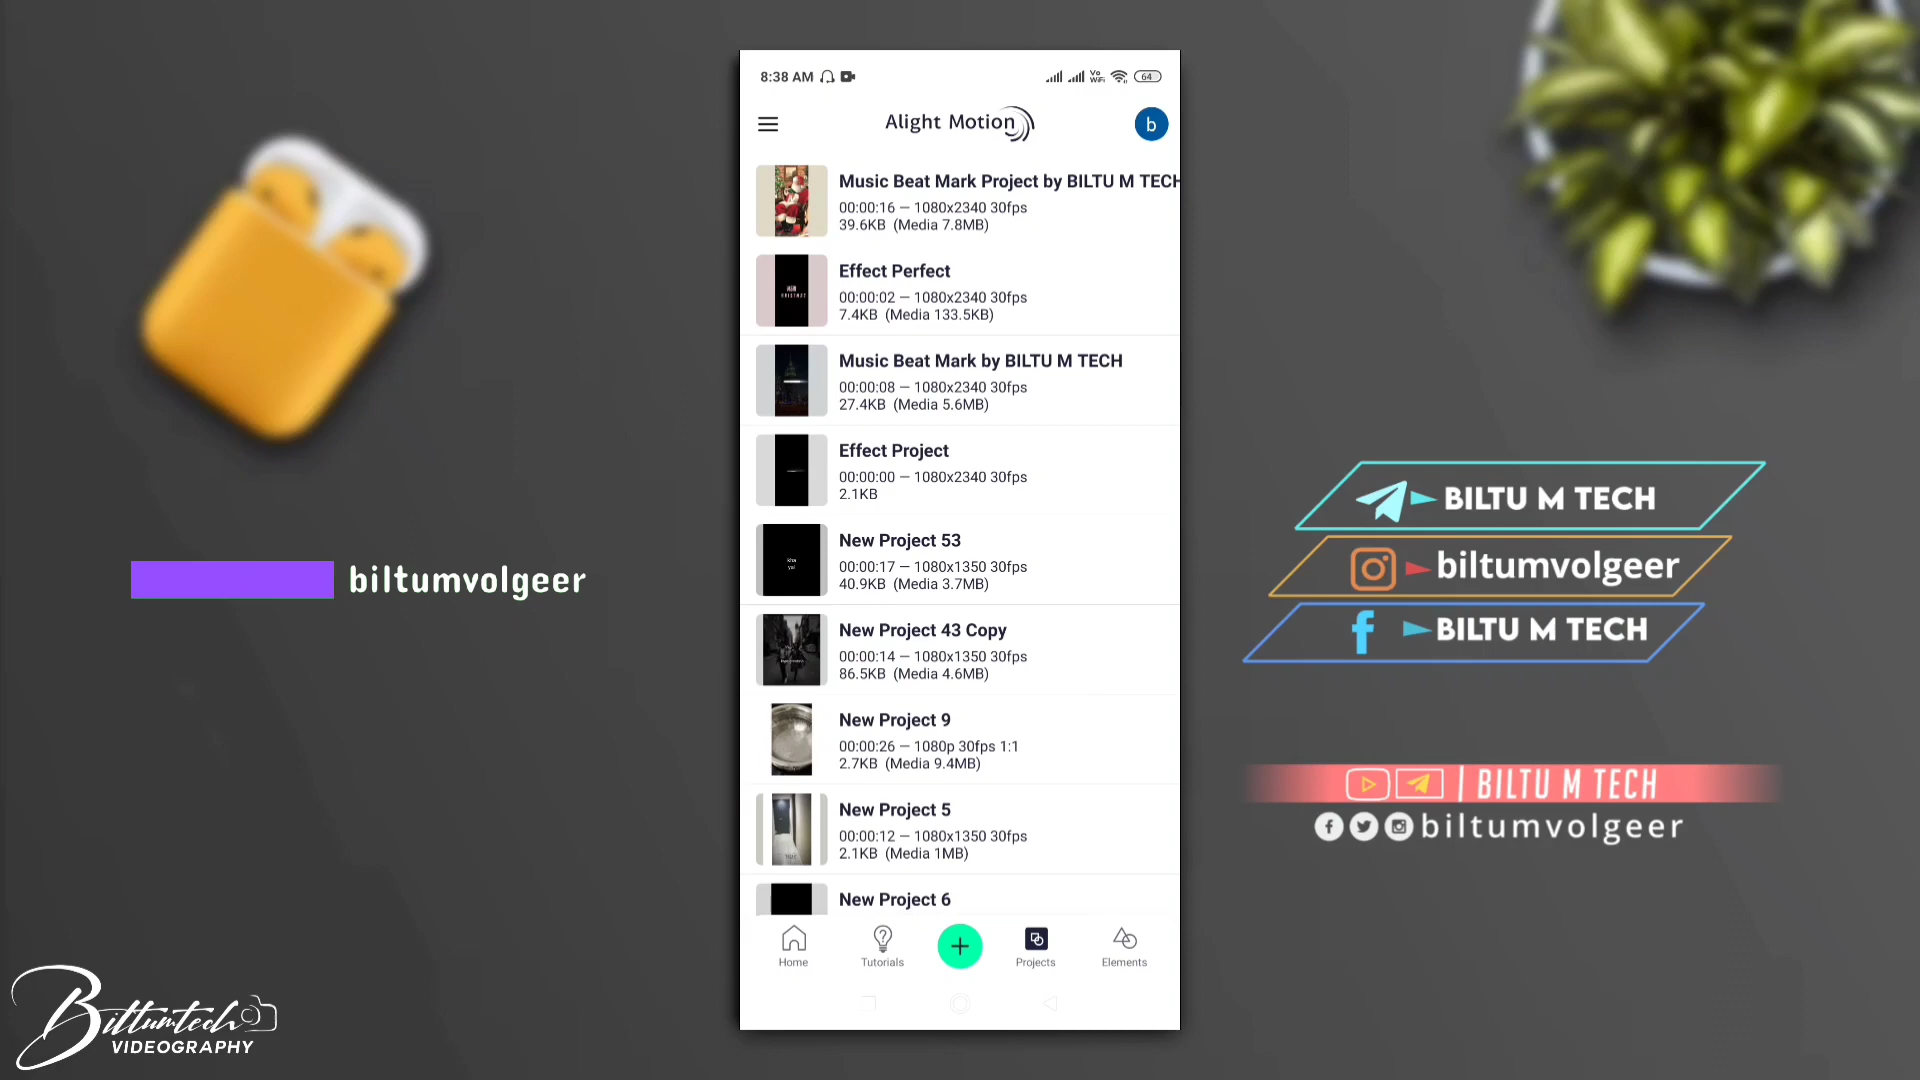 8:38 AM
Vo
WiFi
64
Alight Motion
b
Music Beat Mark Project by BILTU M TECH
00:00:16 — 1080x2340 30fps
39.6KB (Media 7.8MB)
Effect Perfect
00:00:02 — 1080x2340 30fps
7.4KB (Media 133.5KB)
Music Beat Mark by BILTU M TECH
00:00:08 — 1080x2340 30fps
27.4KB (Media 5.6MB)
Effect Project
00:00:00 — 1080x2340 30fps
2.1KB
New Project 53
00:00:17 — 1080x1350 30fps
40.9KB (Media 3.7MB)
New Project 43 Copy
00:00:14 — 1080x1350 30fps
86.5KB (Media 4.6MB)
New Project 9
00:00:26 — 1080p 30fps 1:1
2.7KB (Media 9.4MB)
New Project 5
00:00:12 — 1080x1350 30fps
2.1KB (Media 1MB)
New Project 6
Home
Tutorials
Projects
Elements
biltumvolgeer
BILTU M TECH
biltumvolgeer
BILTU M TECH
| BILTU M TECH
biltumvolgeer
Biltumtech
VIDEOGRAPHY